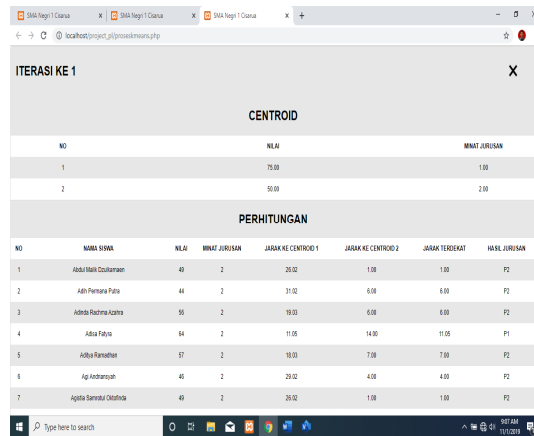 SMA Negri 1 Cisarua x SMA Negri 1 Cisarua x SMA Negri 1 Cisarua x +
localhost/project_pi/proseskmeans.php
ITERASI KE 1 X
CENTROID
NO NILAI MINAT JURUSAN
1 75.00 1.00
2 50.00 2.00
PERHITUNGAN
NO NAMA SISWA NILAI MINAT JURUSAN JARAK KE CENTROID 1 JARAK KE CENTROID 2 JARAK TERDEKAT HASIL JURUSAN
1 Abdul Malik Dzulkarnaen 49 2 26.02 1.00 1.00 P2
2 Adih Permana Putra 44 2 31.02 6.00 6.00 P2
3 Adinda Rachma Azahra 56 2 19.03 6.00 6.00 P2
4 Adisa Fatyra 64 2 11.05 14.00 11.05 P1
5 Aditya Ramadhan 57 2 18.03 7.00 7.00 P2
6 Agi Andriansyah 46 2 29.02 4.00 4.00 P2
7 Agistia Samrotul Oktofinda 49 2 26.02 1.00 1.00 P2
Type here to search 9:07 AM
11/1/2019